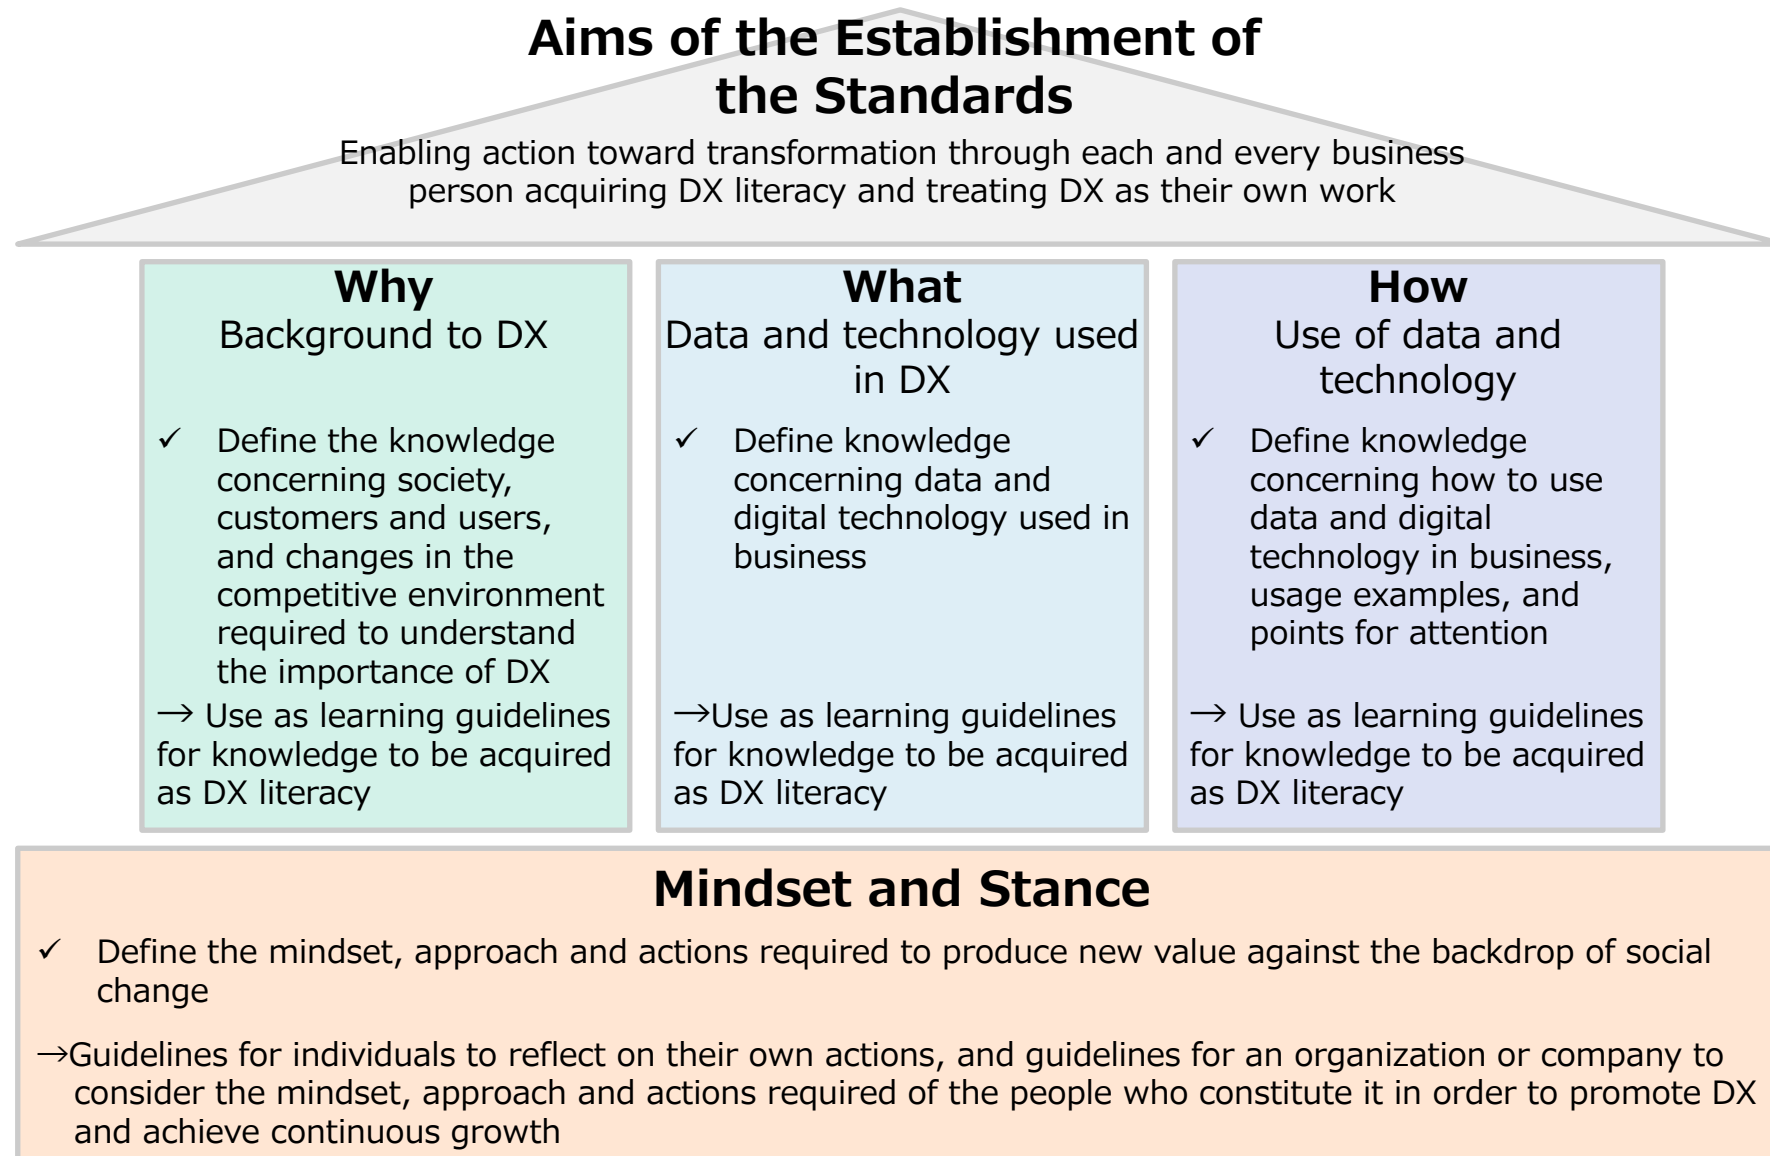 Aims of the Establishment of
the Standards
Enabling action toward transformation through each and every business
person acquiring DX literacy and treating DX as their own work
Why
Background to DX
✓ Define the knowledge
concerning society,
customers and users,
and changes in the
competitive environment
required to understand
the importance of DX
→ Use as learning guidelines
for knowledge to be acquired
as DX literacy
What
Data and technology used
in DX
✓ Define knowledge
concerning data and
digital technology used in
business
→Use as learning guidelines
for knowledge to be acquired
as DX literacy
How
Use of data and
technology
✓ Define knowledge
concerning how to use
data and digital
technology in business,
usage examples, and
points for attention
→ Use as learning guidelines
for knowledge to be acquired
as DX literacy
Mindset and Stance
✓ Define the mindset, approach and actions required to produce new value against the backdrop of social
change
→Guidelines for individuals to reflect on their own actions, and guidelines for an organization or company to
consider the mindset, approach and actions required of the people who constitute it in order to promote DX
and achieve continuous growth